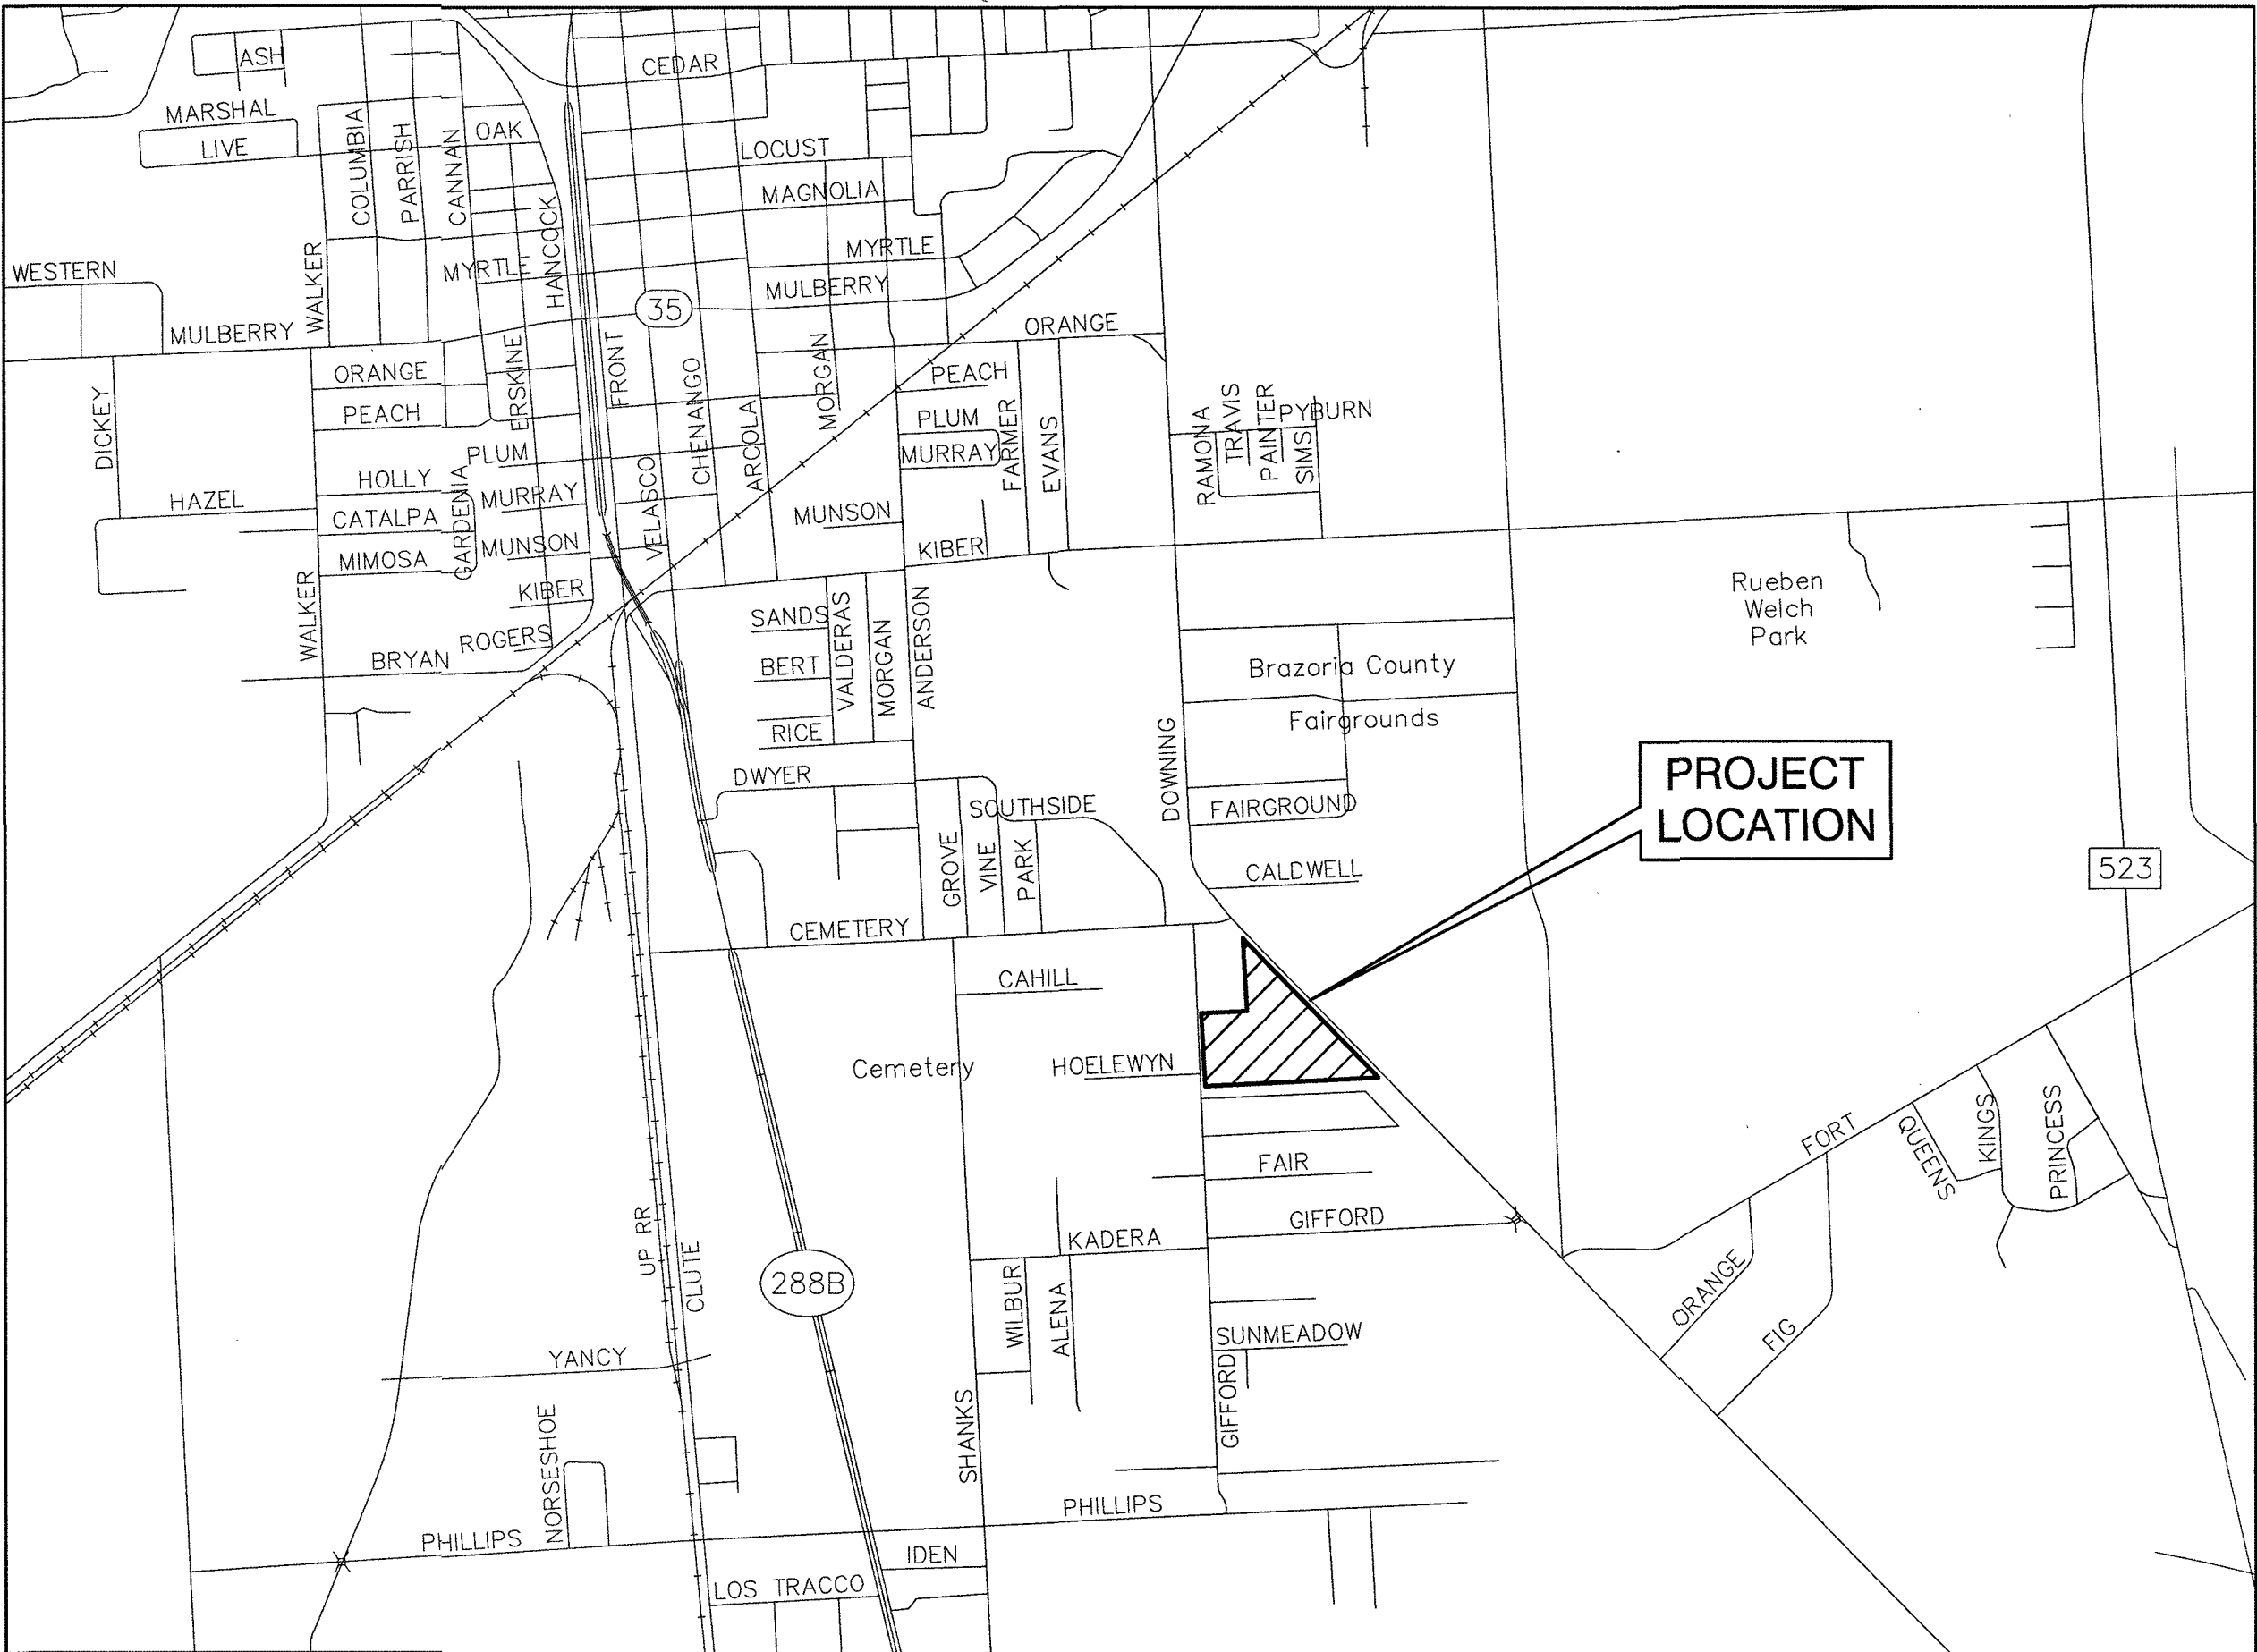 ASH
CEDAR
MARSHAL
LIVE
OAK
COLUMBIA
PARRISH
CANNAN
LOCUST
MAGNOLIA
HANCOCK
WALKER
MYRTLE
MYRTLE
WESTERN
MULBERRY
35
MULBERRY
ORANGE
ORANGE
ERSKINE
FRONT
MORGAN
PEACH
DICKEY
PEACH
CHENANGO
ARCOLA
PLUM
FARMER
EVANS
RAMONA
TRAVIS
PAINTER
SIMS
PYBURN
PLUM
MURRAY
HOLLY
GARDENIA
MURRAY
VELASCO
HAZEL
CATALPA
MUNSON
MIMOSA
MUNSON
KIBER
KIBER
WALKER
SANDS
VALDERAS
MORGAN
ANDERSON
Rueben
Welch
Park
ROGERS
BRYAN
BERT
Brazoria County
Fairgrounds
RICE
DOWNING
DWYER
SOUTHSIDE
FAIRGROUND
PROJECT
LOCATION
GROVE
VINE
PARK
CALDWELL
523
CEMETERY
CAHILL
Cemetery
HOELEWYN
FORT
QUEENS
KINGS
PRINCESS
FAIR
UP RR
CLUTE
GIFFORD
KADERA
288B
WILBUR
ALENA
ORANGE
FIG
SUNMEADOW
YANCY
GIFFORD
NORSESHOE
SHANKS
PHILLIPS
PHILLIPS
IDEN
LOS TRACCO